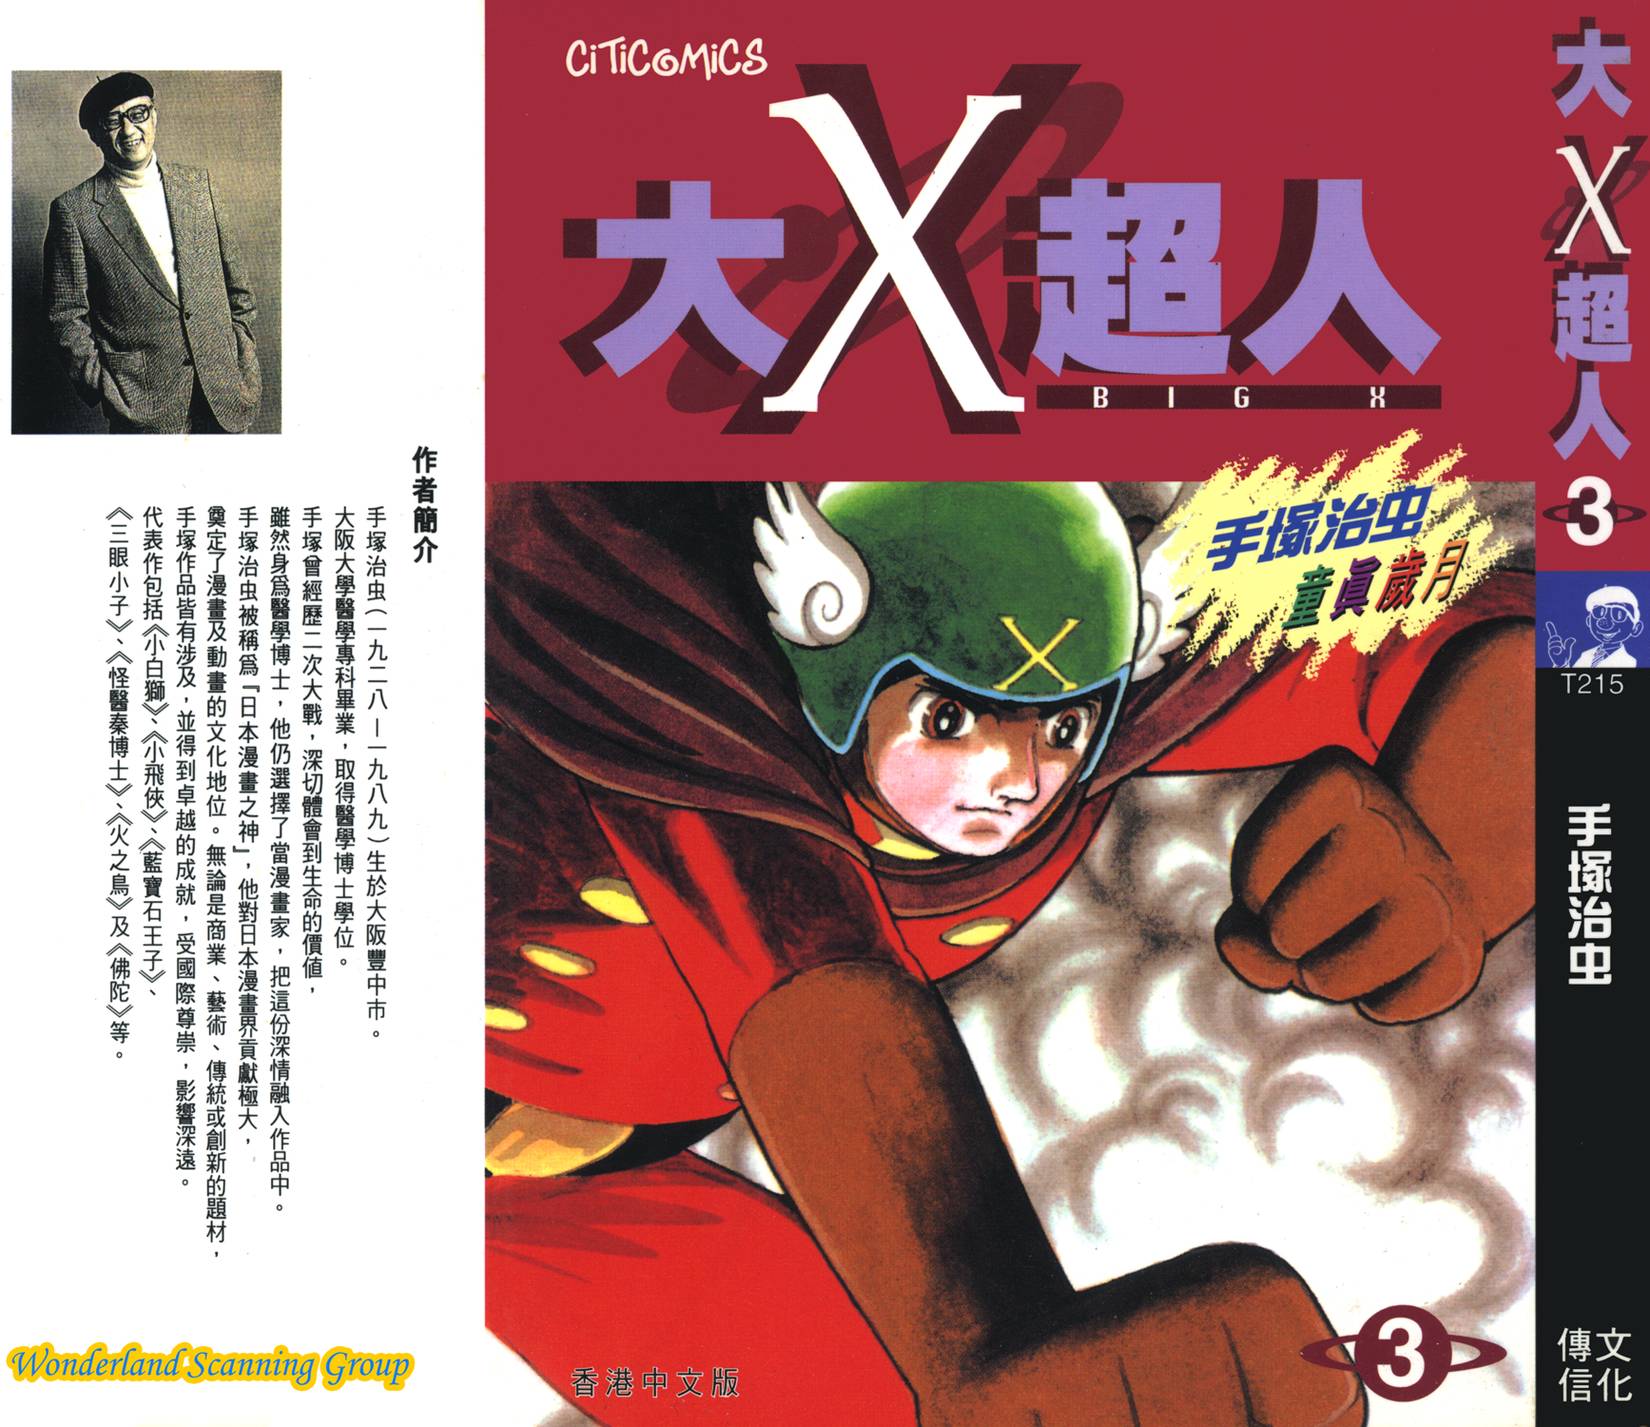 作者簡介
手塚治虫(一九二八—一九八九)生於大阪豐中市。
大阪大學醫學專科畢業，取得醫學博士學位。
手塚曾經歷二次大戰，深切體會到生命的價值，
雖然身爲醫學博士，他仍選擇了當漫畫家，把這份深情融入作品中。
手塚治虫被稱爲『日本漫畫之神』，他對日本漫畫界貢獻極大，
奠定了漫畫及動畫的文化地位。無論是商業、藝術、傳統或創新的題材，
手塚作品皆有涉及，並得到卓越的成就，受國際尊崇，影響深遠。
代表作包括《小白獅》、《小飛俠》、《藍寶石王子》、
《三眼小子》、《怪醫秦博士》、《火之鳥》及《佛陀》等。
Wonderland Scanning Group
CiTiCOMiCS
大X超人
BIG X
手塚治虫
童眞歲月
3
香港中文版
大X超人
3
T215
手塚治虫
文化
傳信